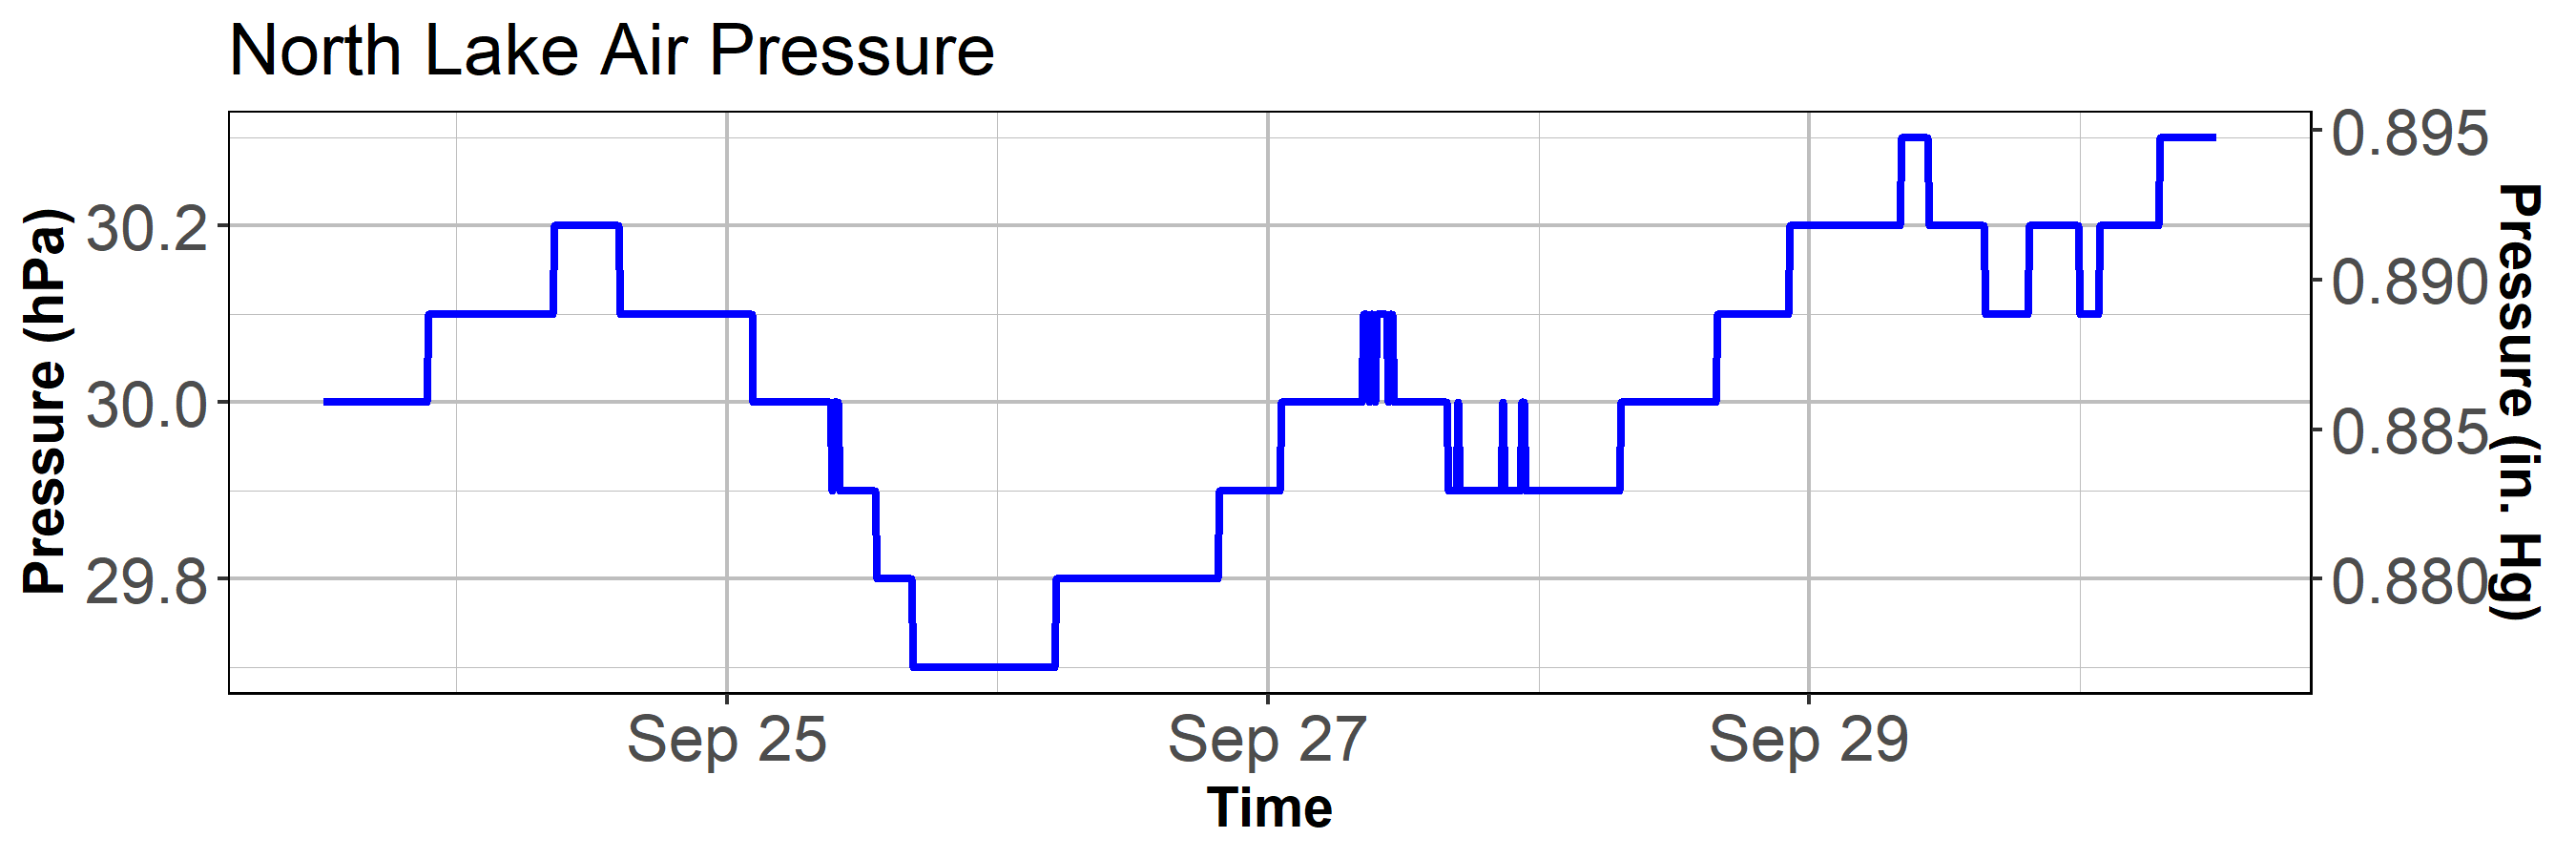 North Lake Air Pressure
Pressure (hPa)
30.2
30.0
29.8
0.895
0.890
0.885
0.880
Pressure (in. Hg)
Sep 25
Sep 27
Sep 29
Time